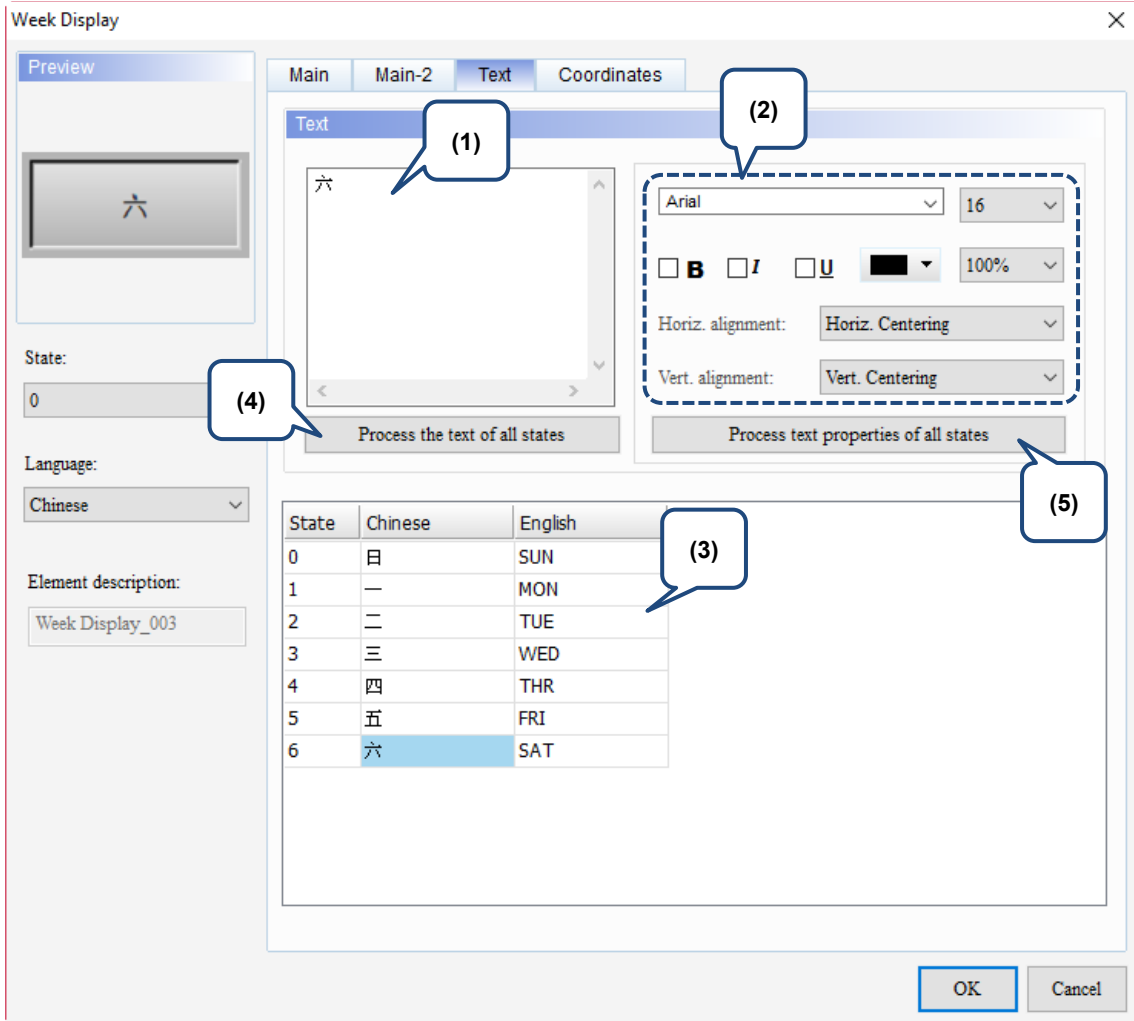 Week Display
Preview
六
State:
0
Language:
Chinese
Element description:
Week Display_003
Main Main-2 Text Coordinates
Text
(1)
(2)
六
Arial 16
B I U 100%
Horiz. alignment: Horiz. Centering
Vert. alignment: Vert. Centering
(4)
Process the text of all states
Process text properties of all states
(5)
(3)
State Chinese English
0 日 SUN
1 一 MON
2 二 TUE
3 三 WED
4 四 THR
5 五 FRI
6 六 SAT
OK Cancel